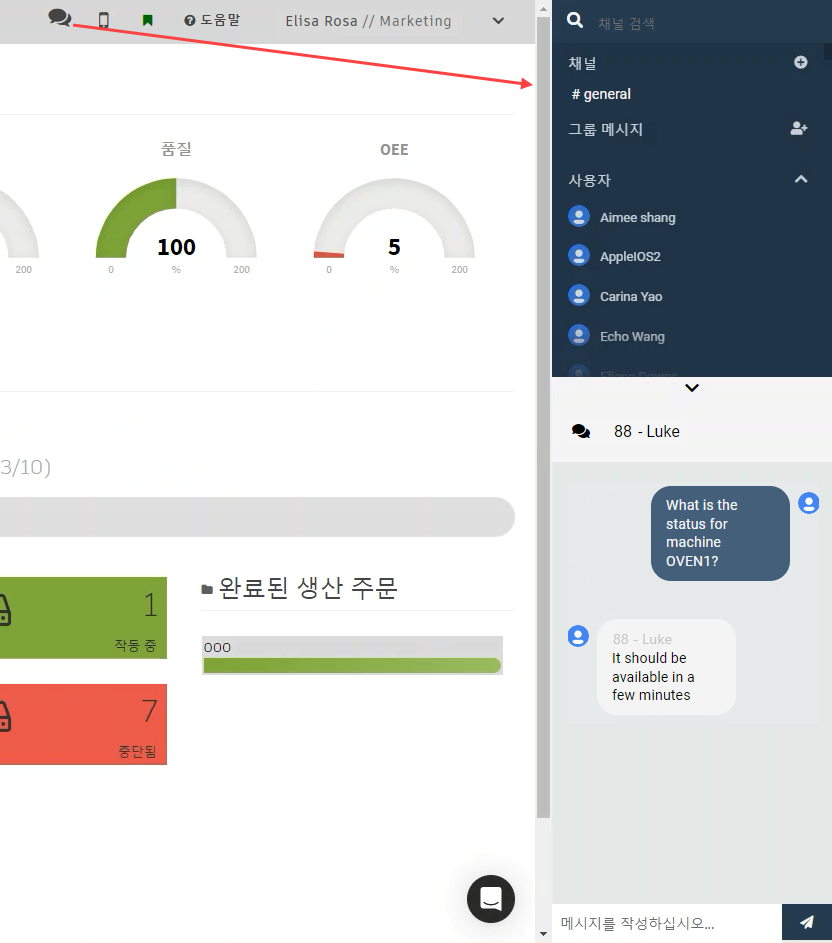 도움말
Elisa Rosa // Marketing
품질
OEE
200
100
0
%
200
5
0
%
200
3/10)
1
작동 중
7
중단됨
완료된 생산 주문
000
채널 검색
채널
# general
그룹 메시지
사용자
Aimee shang
AppleIOS2
Carina Yao
Echo Wang
88 - Luke
What is the
status for
machine
OVEN1?
88 - Luke
It should be
available in a
few minutes
메시지를 작성하십시오...